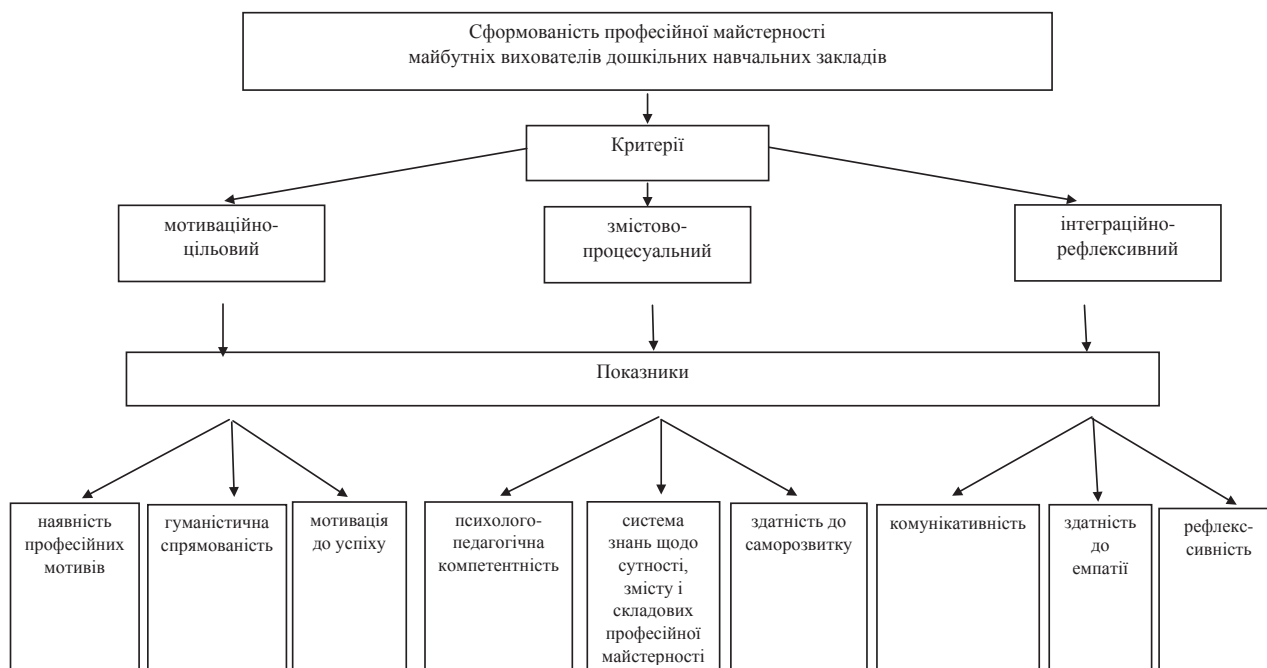 Сформованість професійної майстерності
майбутніх вихователів дошкільних навчальних закладів
Критерії
мотиваційно-
цільовий
змістово-
процесуальний
інтеграційно-
рефлексивний
Показники
наявність
професійних
мотивів
гуманістична
спрямованість
мотивація
до успіху
психолого-
педагогічна
компетентність
система
знань щодо
сутності,
змісту і
складових
професійної
майстерності
здатність до
саморозвитку
комунікативність
здатність
до
емпатії
рефлекс-
сивність